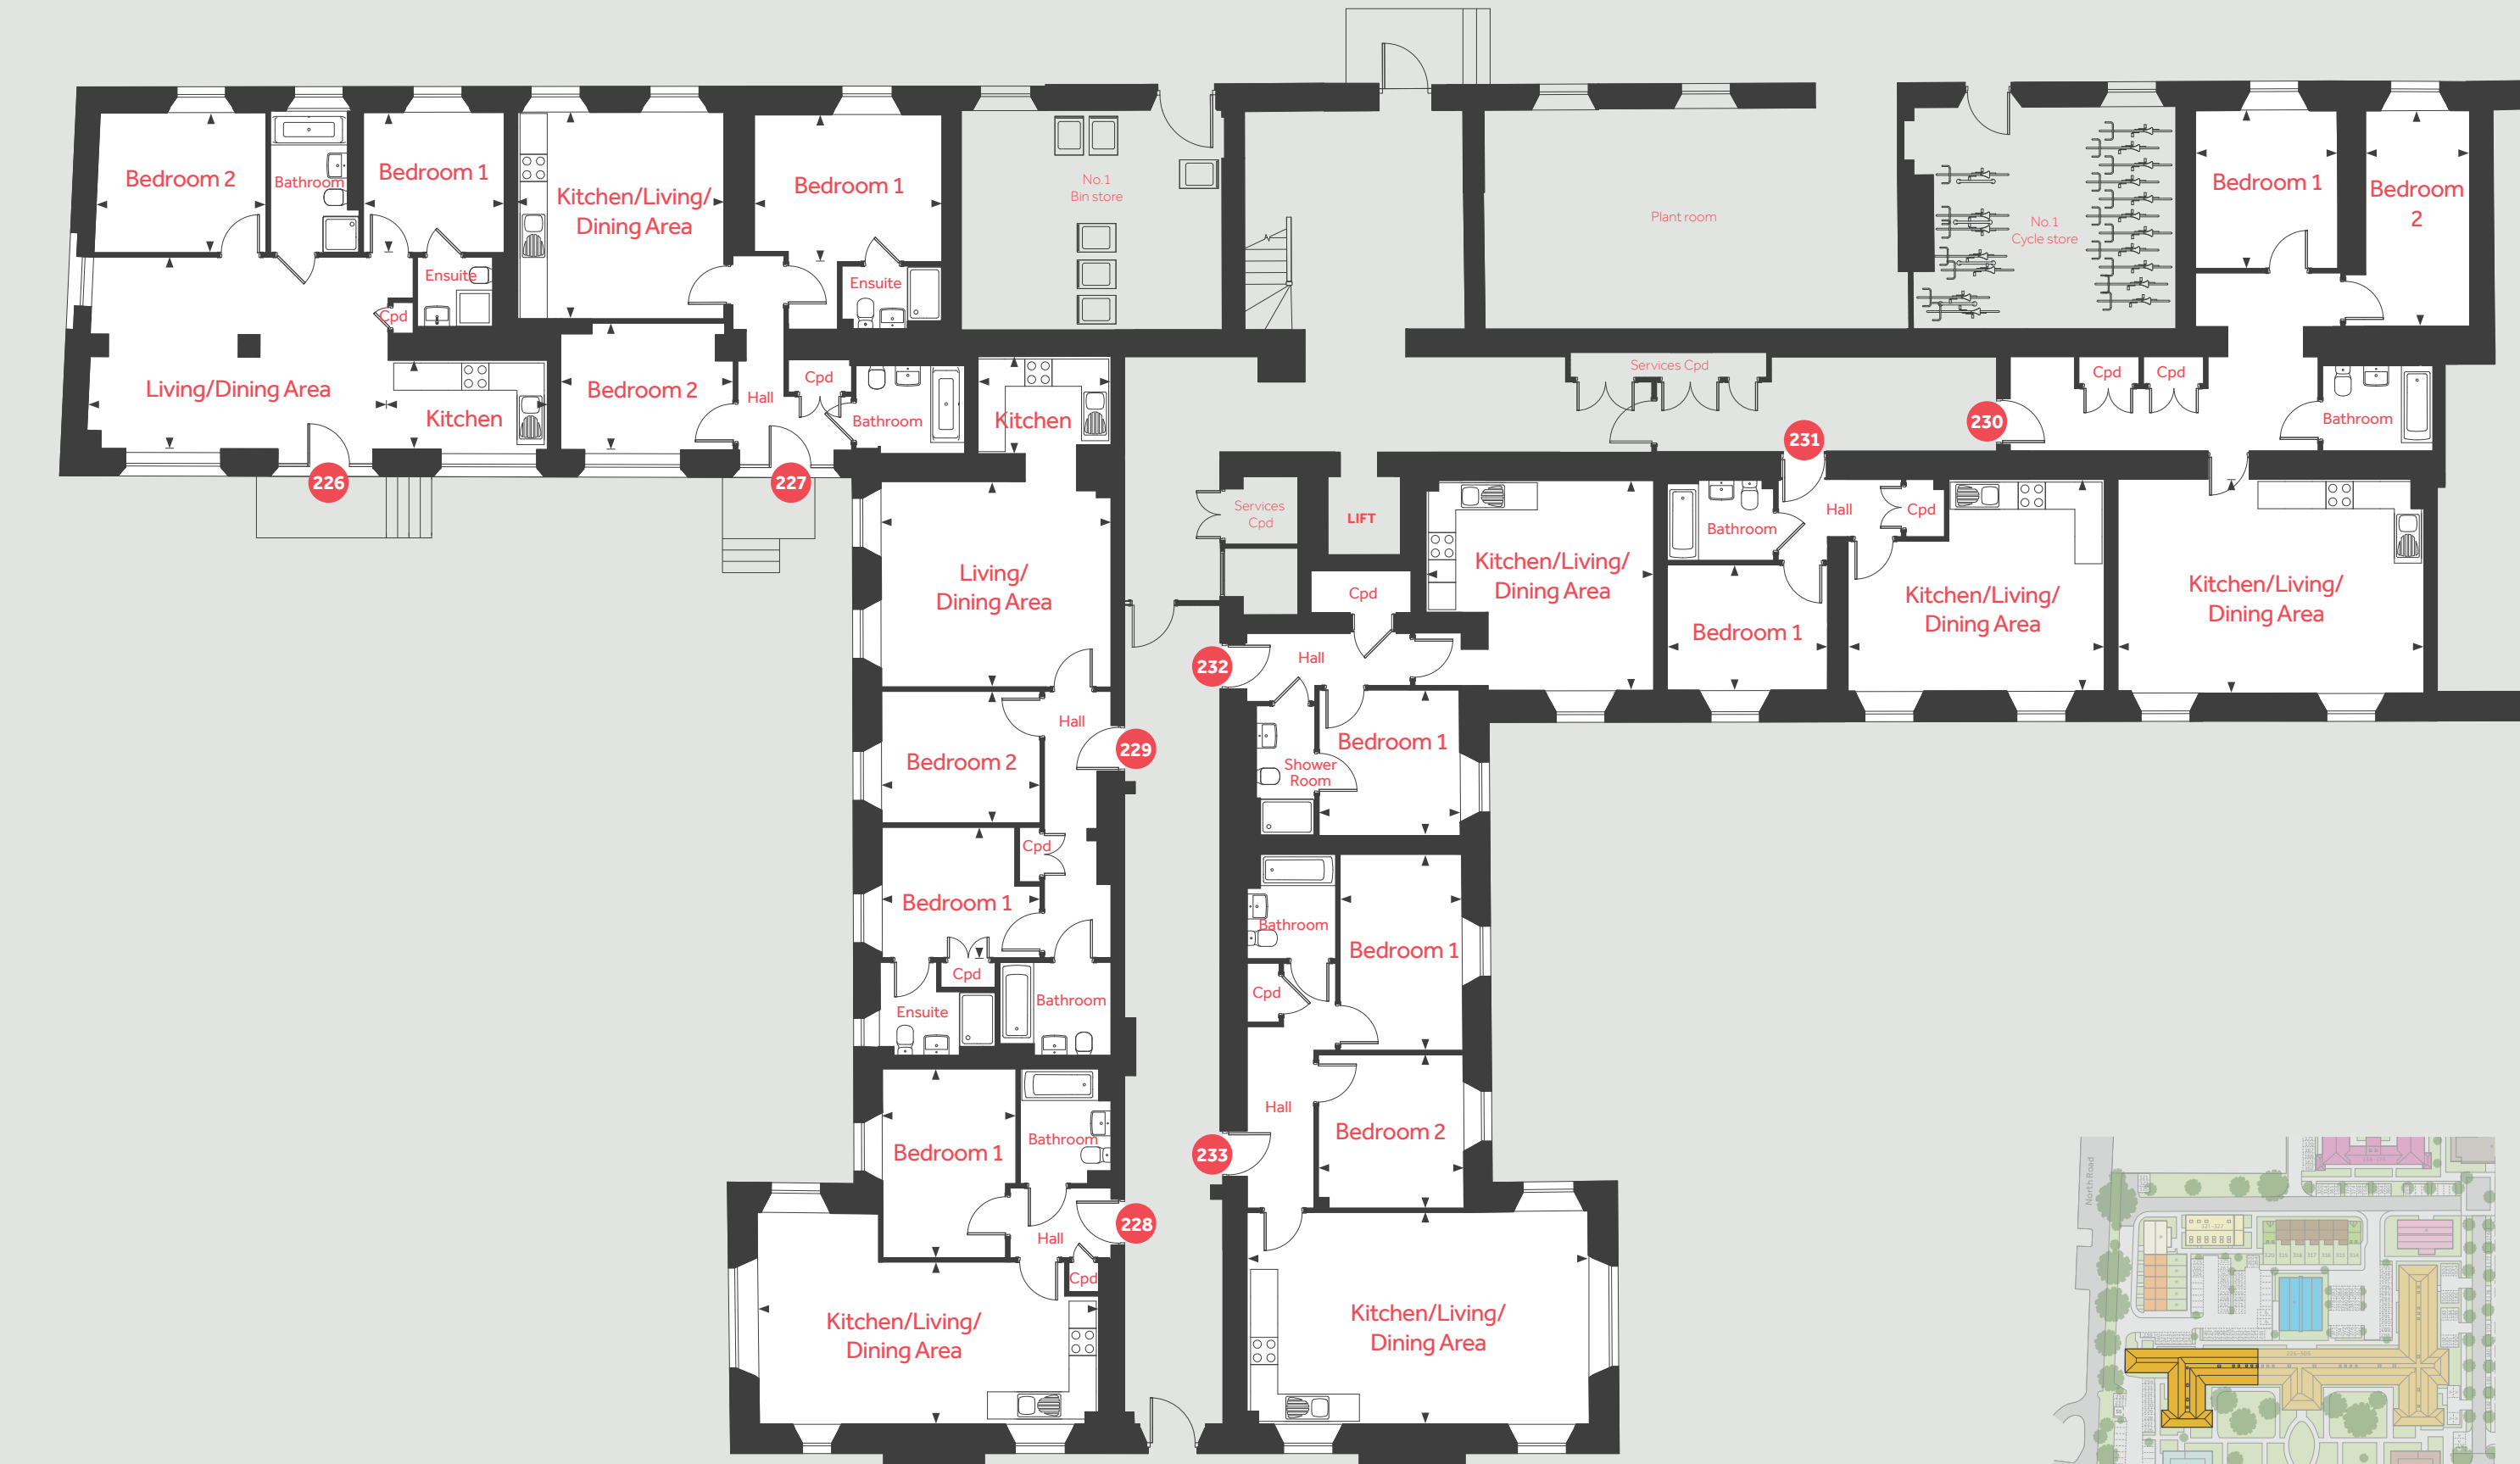 Bedroom 2
Bathroom
Bedroom 1
Ensuite
Cpd
Living/Dining Area
Kitchen
226
Kitchen/Living/
Dining Area
Bedroom 1
Ensuite
Bedroom 2
Hall
Cpd
Bathroom
227
No.1
Bin store
Plant room
No.1
Cycle store
Bedroom 1
Bedroom
2
Services Cpd
230
Cpd
Cpd
Bathroom
Kitchen/Living/
Dining Area
231
Bathroom
Hall
Cpd
Bedroom 1
Kitchen/Living/
Dining Area
Services
Cpd
LIFT
Kitchen/Living/
Dining Area
Cpd
232
Hall
Shower
Room
Bedroom 1
Kitchen
Living/
Dining Area
Hall
229
Bedroom 2
Cpd
Bedroom 1
Cpd
Ensuite
Bathroom
Bathroom
Bedroom 1
Cpd
Hall
233
Bedroom 2
Kitchen/Living/
Dining Area
Bedroom 1
Bathroom
228
Hall
Cpd
Kitchen/Living/
Dining Area
North Road